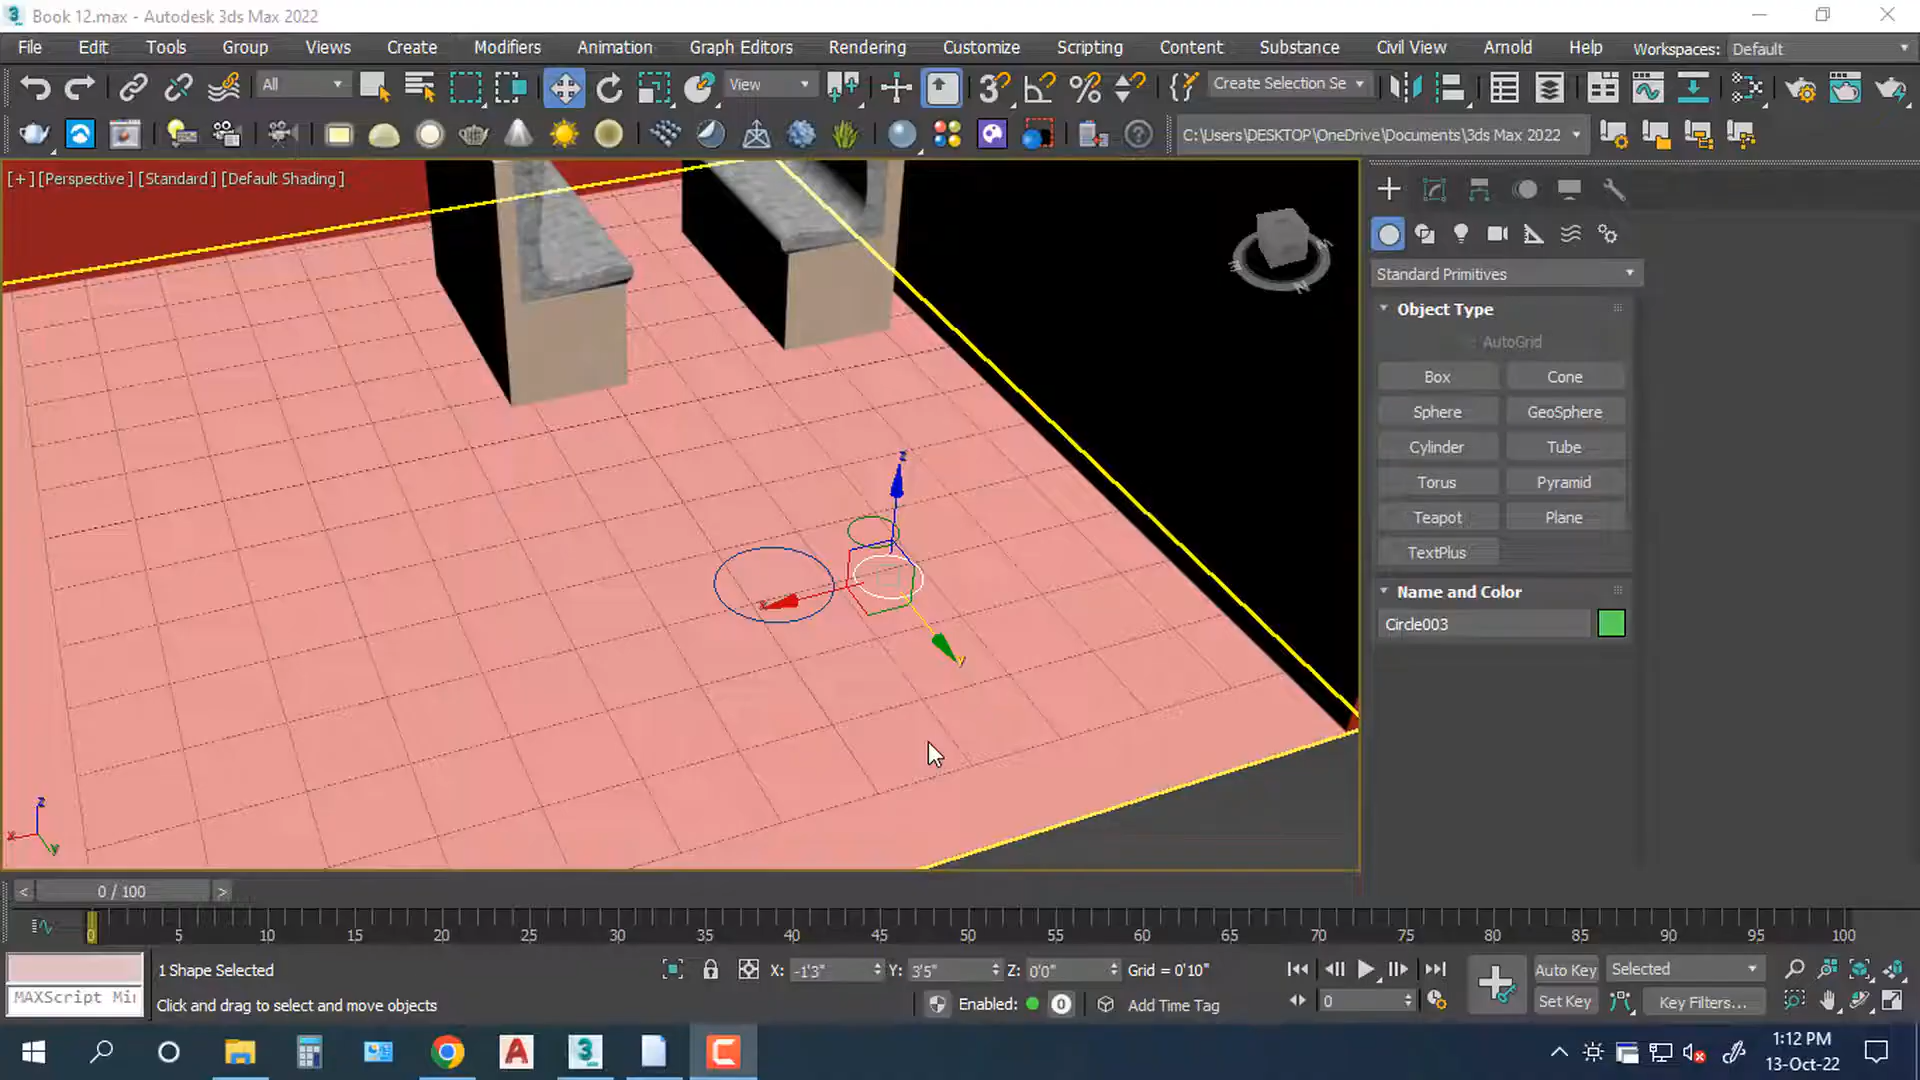 Book 12.max - Autodesk 3ds Max 2022
File Edit Tools Group Views Create Modifiers Animation Graph Editors Rendering Customize Scripting Content Substance Civil View Arnold Help Workspaces: Default
All View Create Selection Se
C:\Users\DESKTOP\OneDrive\Documents\3ds Max 2022
[+] [Perspective] [Standard] [Default Shading]
Standard Primitives
Object Type
AutoGrid
Box Cone
Sphere GeoSphere
Cylinder Tube
Torus Pyramid
Teapot Plane
TextPlus
Name and Color
Circle003
z
x
y
z
x
y
0 / 100
0 5 10 15 20 25 30 35 40 45 50 55 60 65 70 75 80 85 90 95 100
1 Shape Selected X: -1'3" Y: 3'5" Z: 0'0" Grid = 0'10" Auto Key Selected
MAXScript Mi
Click and drag to select and move objects Enabled: 0 Add Time Tag 0 Set Key Key Filters...
1:12 PM
13-Oct-22